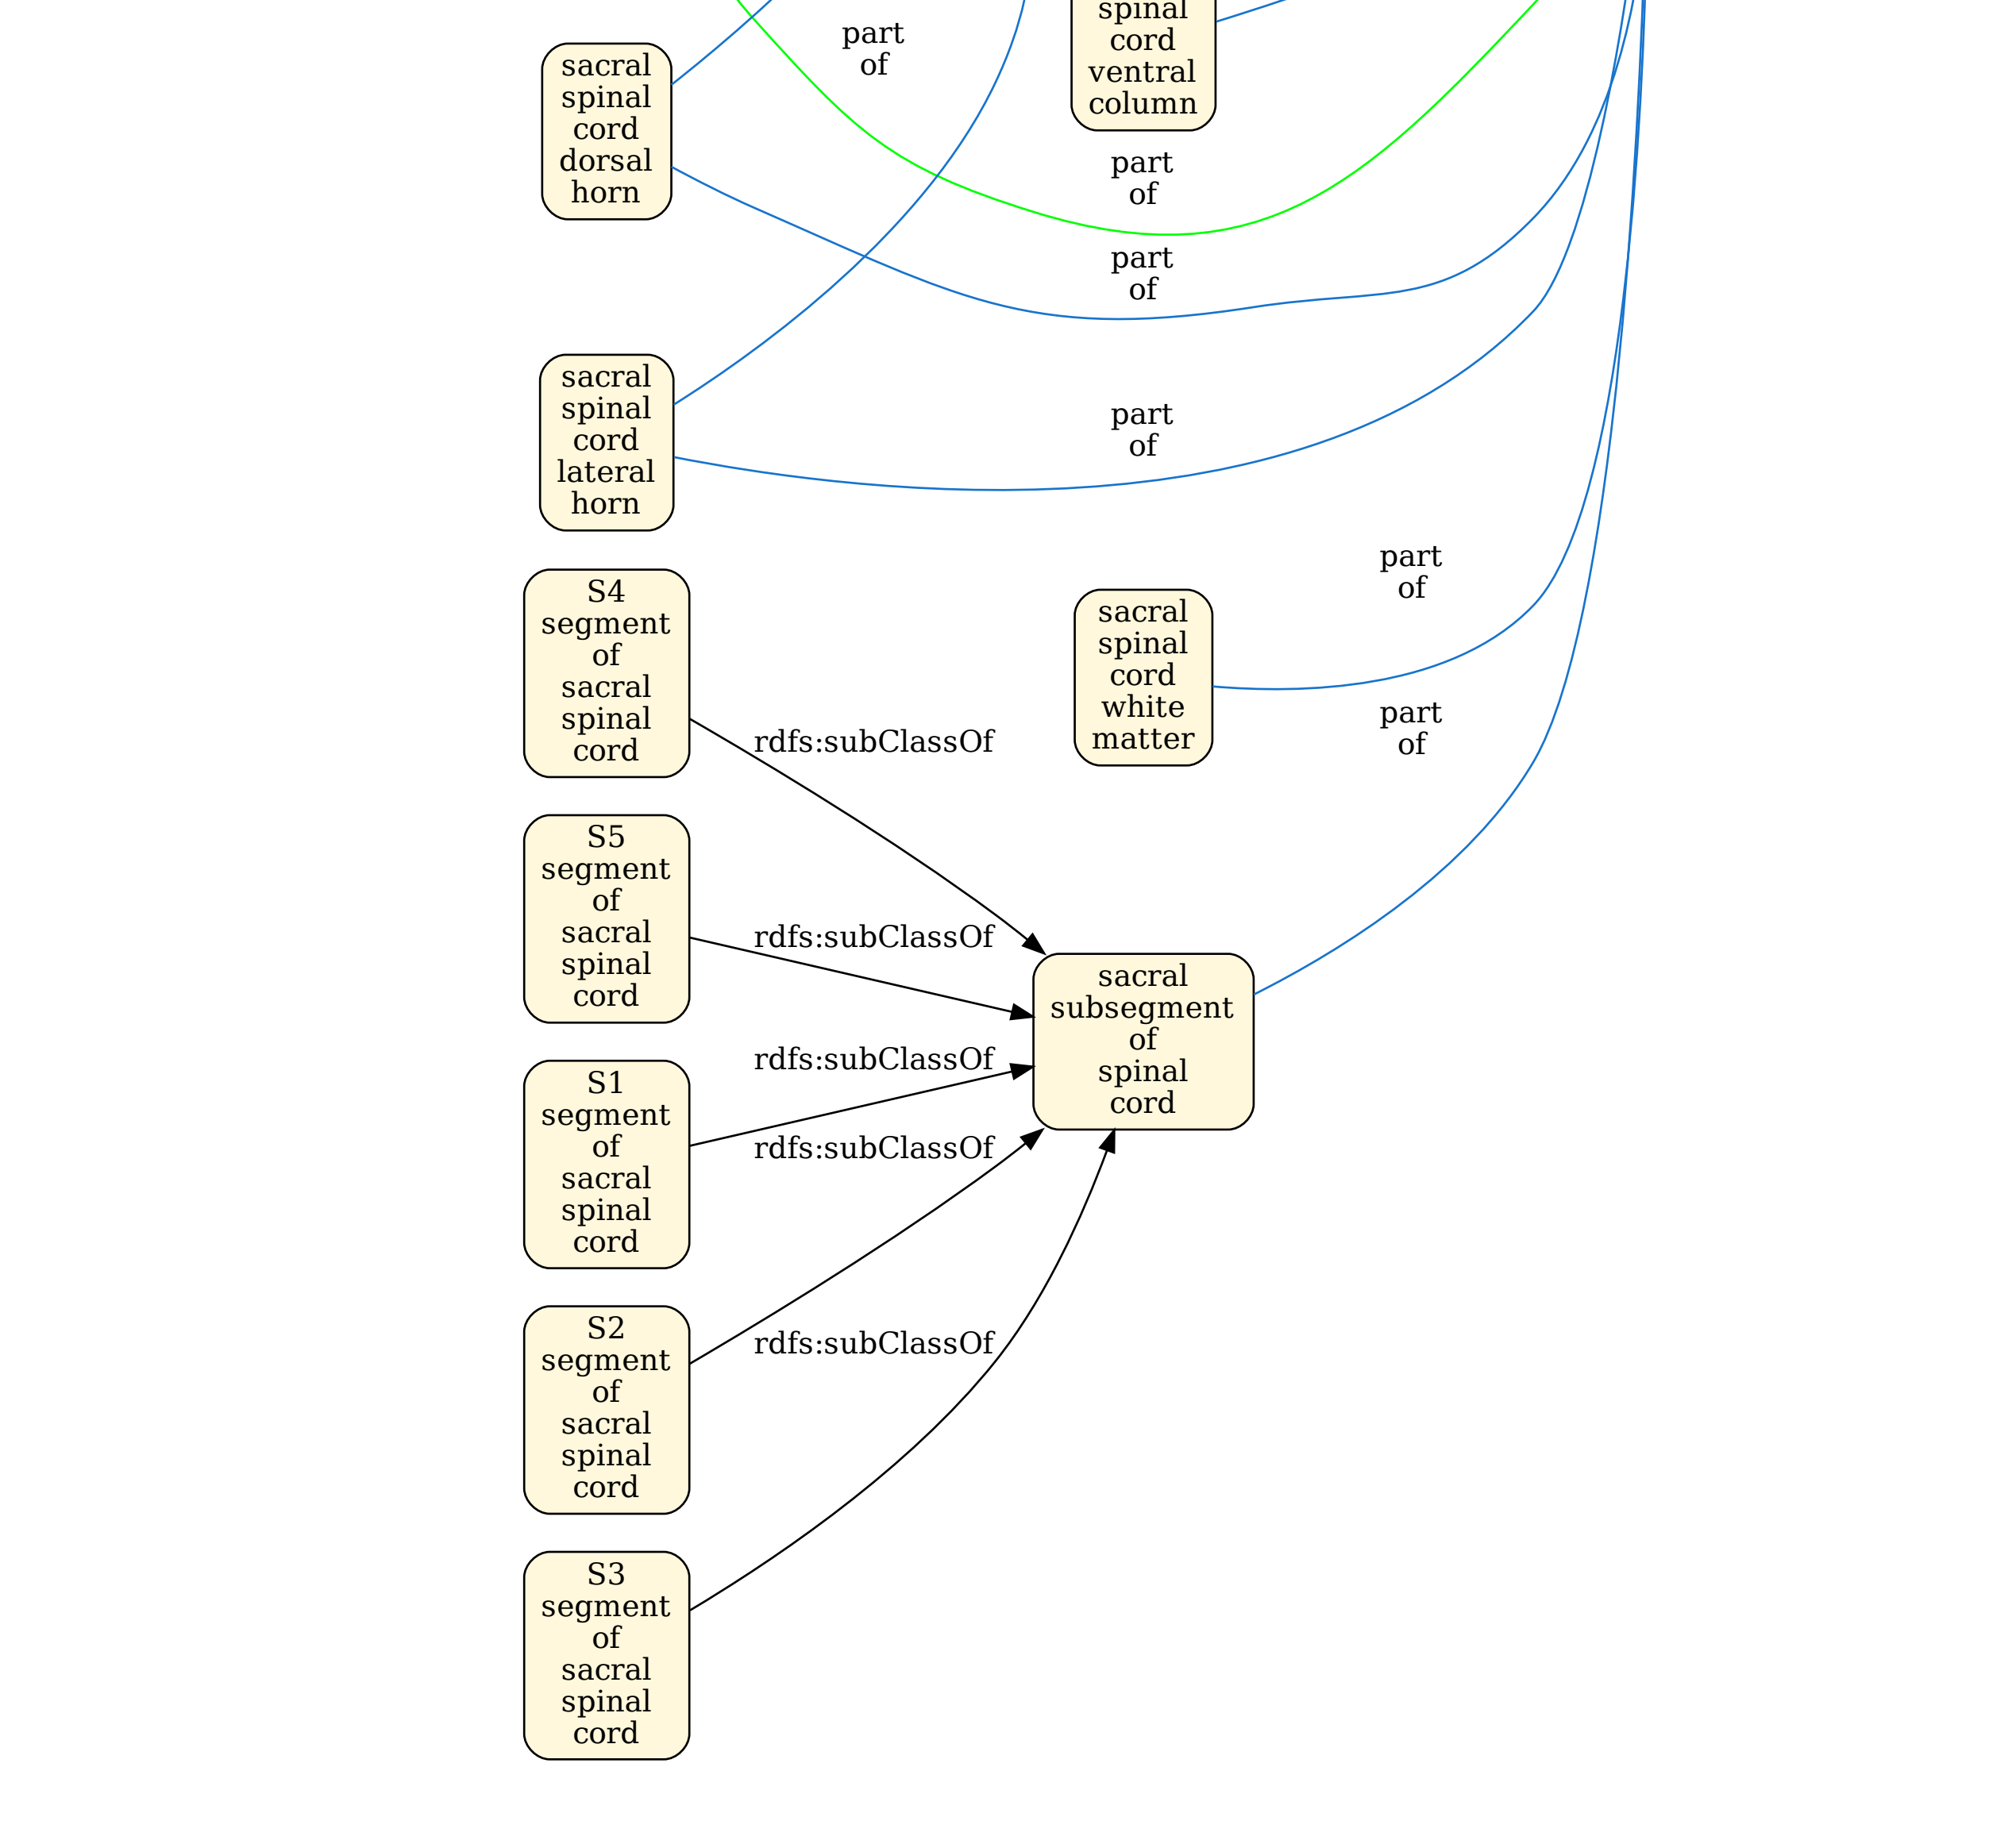 spinal
cord
ventral
column
part
of
sacral
spinal
cord
dorsal
horn
part
of
part
of
sacral
spinal
cord
lateral
horn
part
of
part
of
S4
segment
of
sacral
spinal
cord
sacral
spinal
cord
white
matter
part
of
rdfs:subClassOf
S5
segment
of
sacral
spinal
cord
rdfs:subClassOf
sacral
subsegment
of
spinal
cord
rdfs:subClassOf
S1
segment
of
sacral
spinal
cord
rdfs:subClassOf
S2
segment
of
sacral
spinal
cord
rdfs:subClassOf
S3
segment
of
sacral
spinal
cord